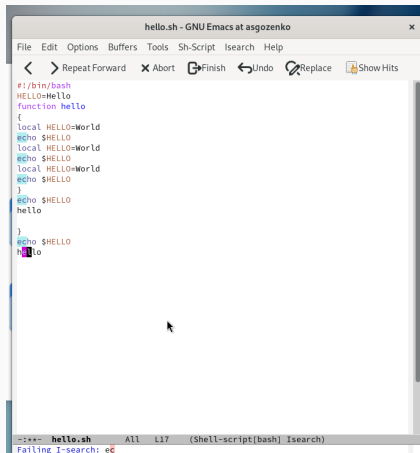 hello.sh - GNU Emacs at asgozenko
File Edit Options Buffers Tools Sh-Script Isearch Help
Repeat Forward Abort Finish Undo Replace Show Hits
#!/bin/bash
HELLO=Hello
function hello
{
local HELLO=World
echo $HELLO
local HELLO=World
echo $HELLO
local HELLO=World
echo $HELLO
}
echo $HELLO
hello
}
echo $HELLO
hello
-:**- hello.sh All L17 (Shell-script[bash] Isearch)
Failing I-search: ec